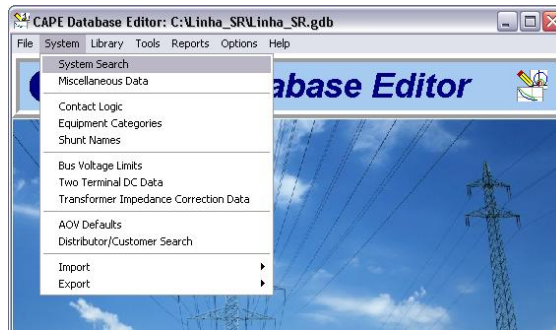 CAPE Database Editor: C:\Linha_SR\Linha_SR.gdb
File System Library Tools Reports Options Help
abase Editor
System Search
Miscellaneous Data
Contact Logic
Equipment Categories
Shunt Names
Bus Voltage Limits
Two Terminal DC Data
Transformer Impedance Correction Data
AOV Defaults
Distributor/Customer Search
Import
Export